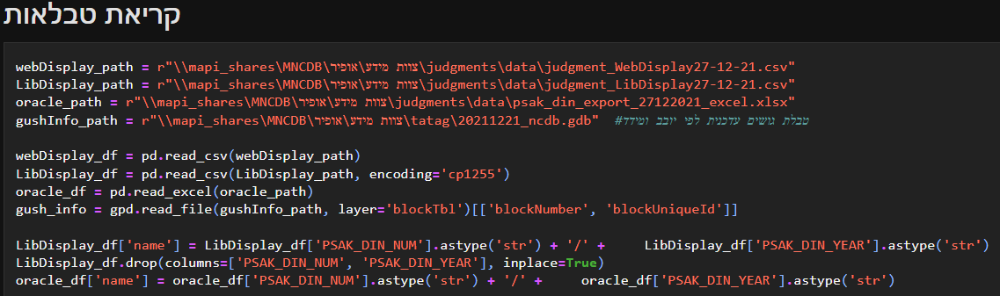 קריאת טבלאות
webDisplay_path = r"\\mapi_shares\MNCDB\צוות מידע\אופיר\judgments\data\judgment_WebDisplay27-12-21.csv"
LibDisplay_path = r"\\mapi_shares\MNCDB\צוות מידע\אופיר\judgments\data\judgment_LibDisplay27-12-21.csv"
oracle_path = r"\\mapi_shares\MNCDB\צוות מידע\אופיר\judgments\data\psak_din_export_27122021_excel.xlsx"
gushInfo_path = r"\\mapi_shares\MNCDB\צוות מידע\אופיר\tatag\20211221_ncdb.gdb"  #טבלת גושים עדכנית לפי יובב ומידד
webDisplay_df = pd.read_csv(webDisplay_path)
LibDisplay_df = pd.read_csv(LibDisplay_path, encoding='cp1255')
oracle_df = pd.read_excel(oracle_path)
gush_info = gpd.read_file(gushInfo_path, layer='blockTbl')[['blockNumber', 'blockUniqueId']]
LibDisplay_df['name'] = LibDisplay_df['PSAK_DIN_NUM'].astype('str') + '/' +     LibDisplay_df['PSAK_DIN_YEAR'].astype('str')
LibDisplay_df.drop(columns=['PSAK_DIN_NUM', 'PSAK_DIN_YEAR'], inplace=True)
oracle_df['name'] = oracle_df['PSAK_DIN_NUM'].astype('str') + '/' +     oracle_df['PSAK_DIN_YEAR'].astype('str')